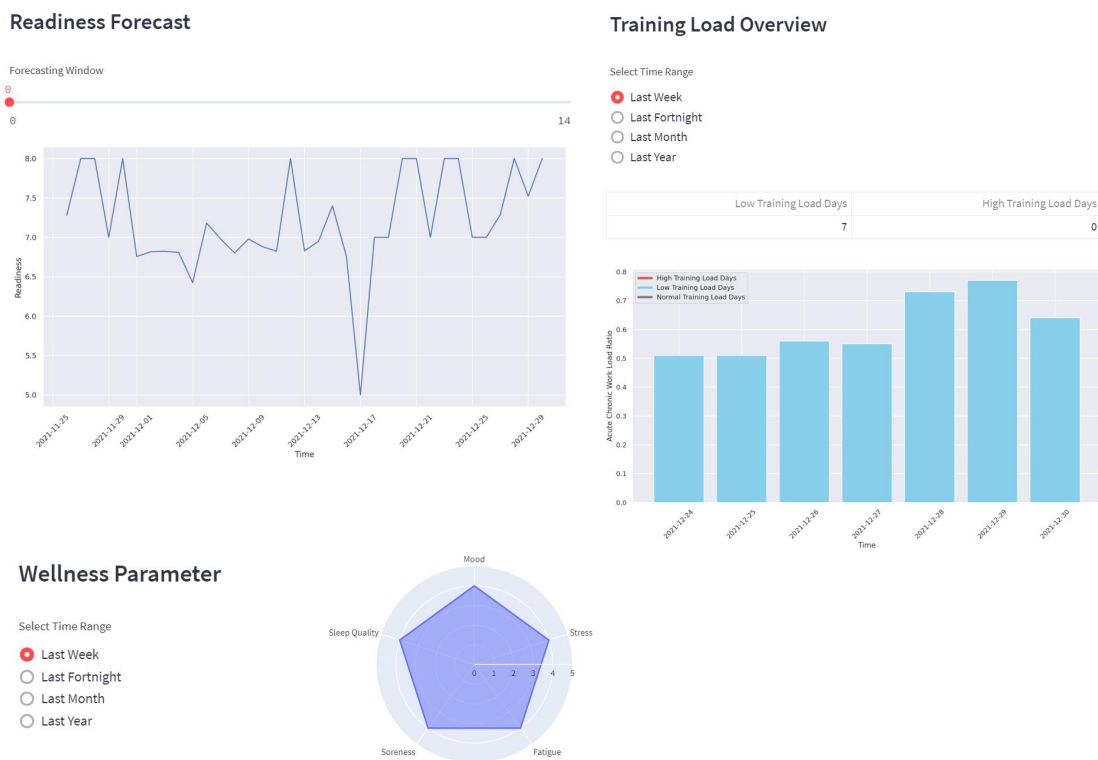 Readiness Forecast
Forecasting Window
0
0 14
8.0
7.5
7.0
6.5
6.0
5.5
5.0
Readiness
2021-11-25 2021-11-29 2021-12-01 2021-12-05 2021-12-09 2021-12-13 2021-12-17 2021-12-21 2021-12-25 2021-12-29
Time
Training Load Overview
Select Time Range
Last Week
Last Fortnight
Last Month
Last Year
Low Training Load Days High Training Load Days
7 0
High Training Load Days
Low Training Load Days
Normal Training Load Days
0.8
0.7
0.6
0.5
0.4
0.3
0.2
0.1
0.0
Acute Chronic Work Load Ratio
2021-12-24 2021-12-25 2021-12-26 2021-12-27 2021-12-28 2021-12-29 2021-12-30
Time
Wellness Parameter
Select Time Range
Last Week
Last Fortnight
Last Month
Last Year
Mood
Sleep Quality Stress
0 1 2 3 4 5
Soreness Fatigue